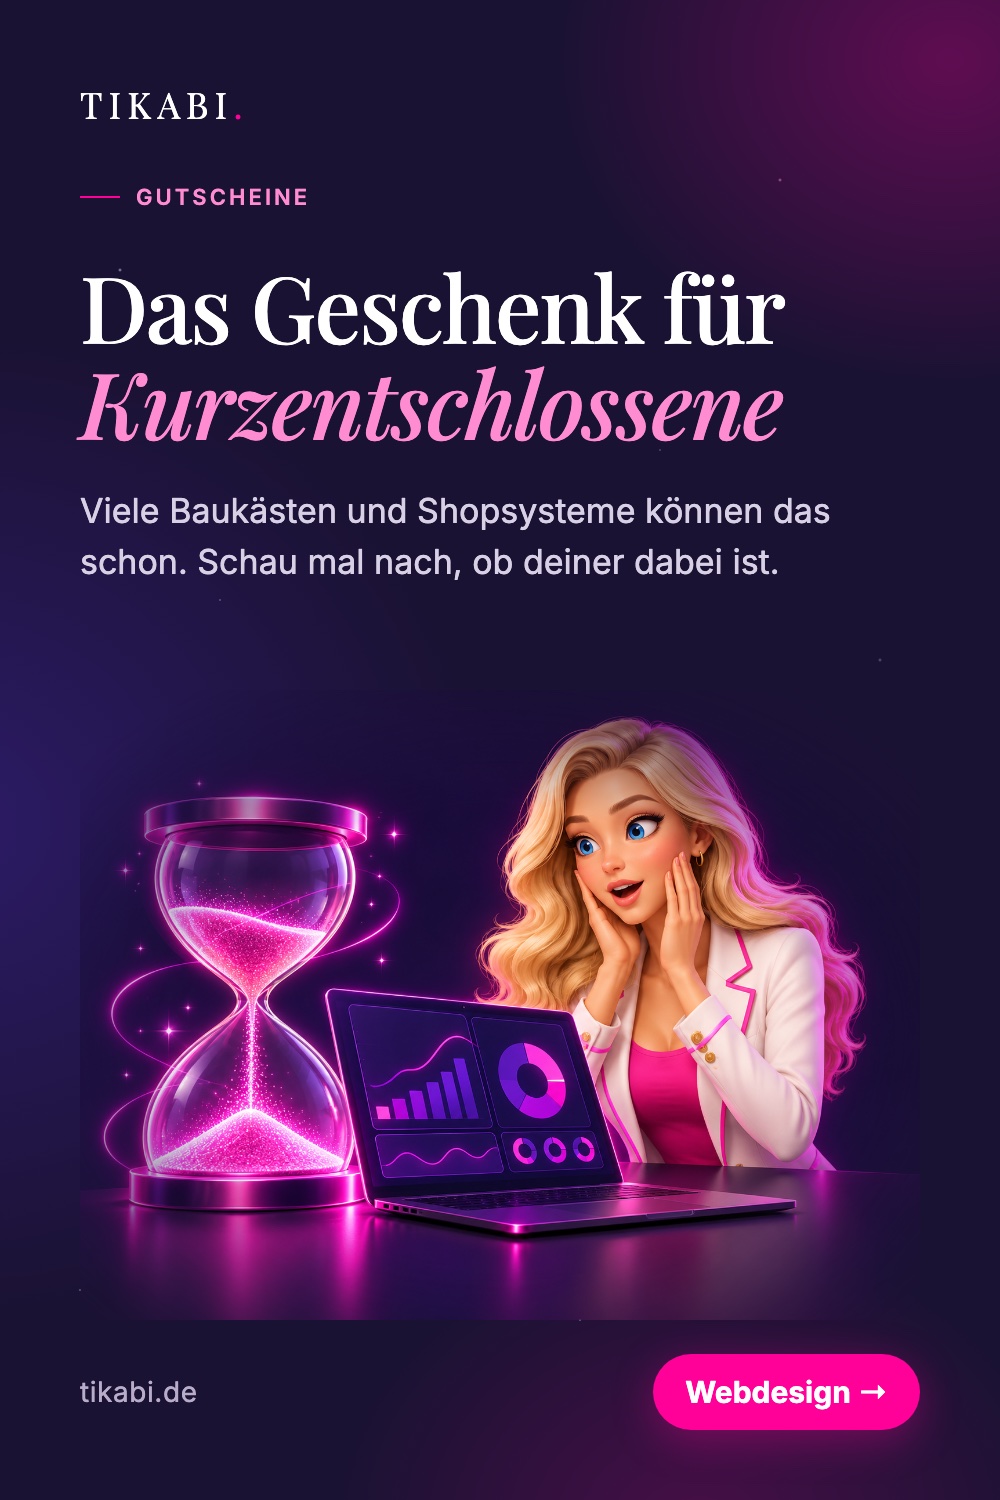 TIKABI.
GUTSCHEINE
Das Geschenk für
Kurzentschlossene
Viele Baukästen und Shopsysteme können das
schon. Schau mal nach, ob deiner dabei ist.
tikabi.de
Webdesign →